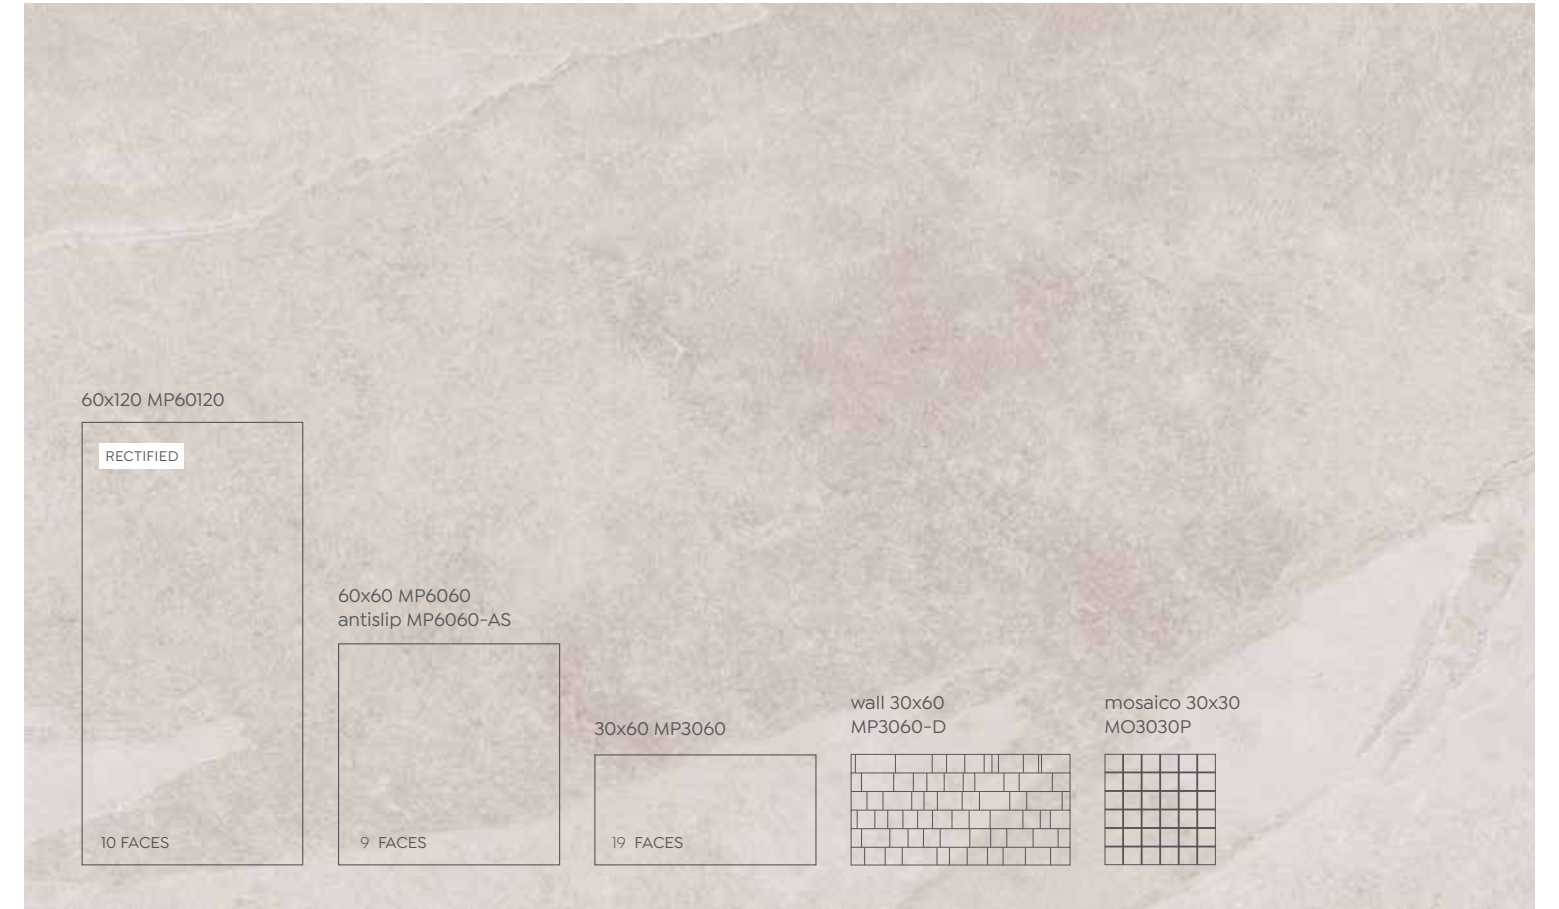 60x120 MP60120
RECTIFIED
10 FACES
60x60 MP6060
antislip MP6060-AS
9 FACES
30x60 MP3060
19 FACES
wall 30x60
MP3060-D
mosaico 30x30
MO3030P